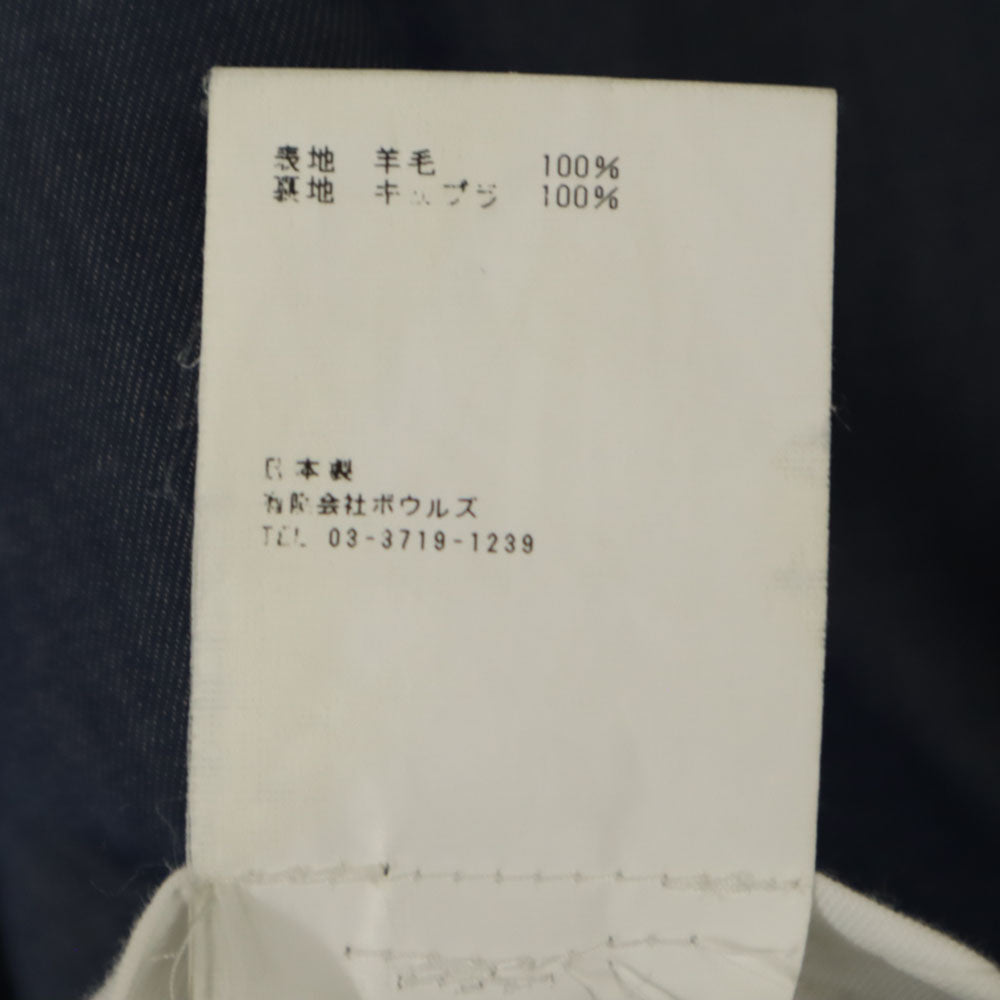 表地 羊毛 100%
裏地 キュプラ 100%
日本製
有限会社ボウルズ
TEL 03-3719-1239